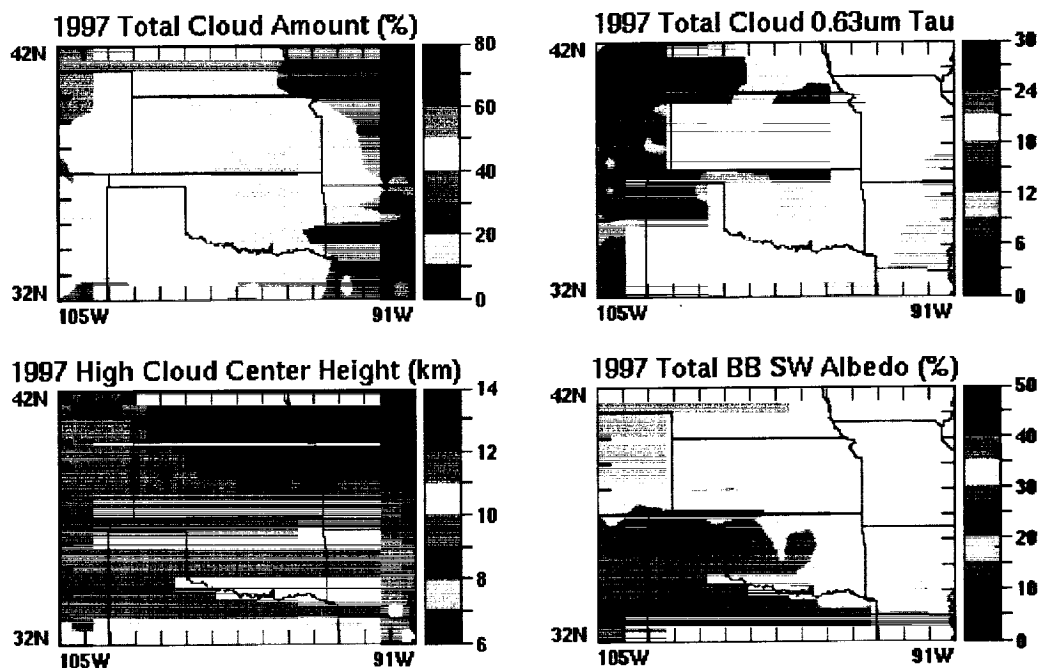 1997 Total Cloud Amount (%)
42N
32N
105W
91W
80
60
40
20
0
1997 Total Cloud 0.63um Tau
42N
32N
105W
91W
30
24
18
12
6
0
1997 High Cloud Center Height (km)
42N
32N
105W
91W
14
12
10
8
6
1997 Total BB SW Albedo (%)
42N
32N
105W
91W
50
40
30
20
10
0